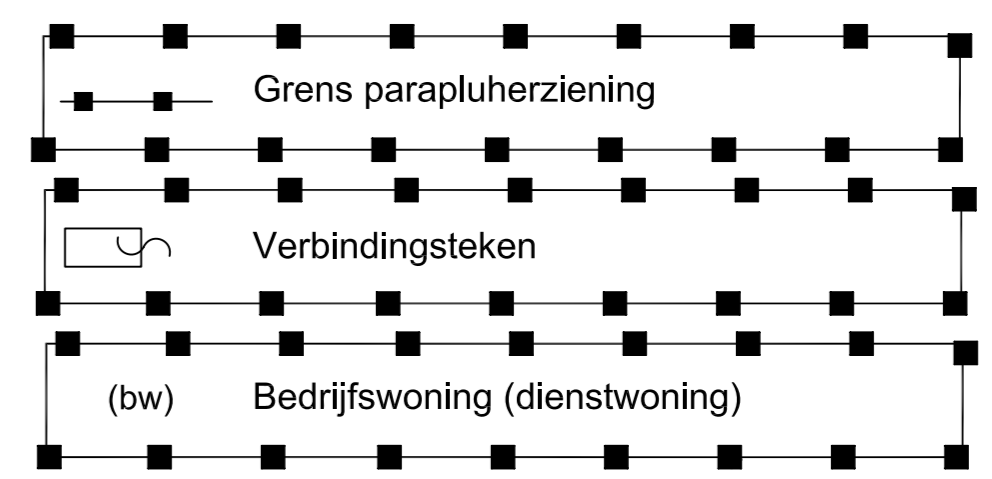 Grens parapluherziening
Verbindingsteken
(bw) Bedrijfswoning (dienstwoning)